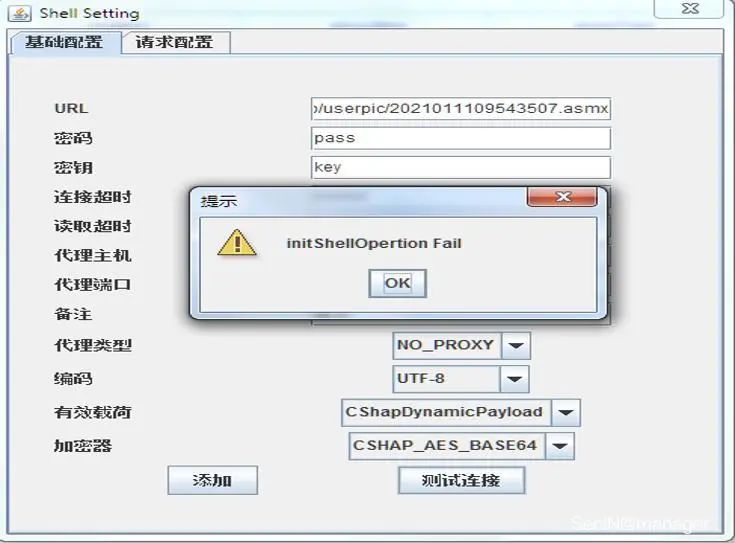 Shell Setting
基础配置 请求配置
URL )/userpic/2021011109543507.asmx
密码 pass
密钥 key
连接超时
提示
读取超时
initShellOpertion Fail
代理主机
代理端口 OK
备注
代理类型 NO_PROXY
编码 UTF-8
有效载荷 CShapDynamicPayload
加密器 CSHAP_AES_BASE64
添加 测试连接